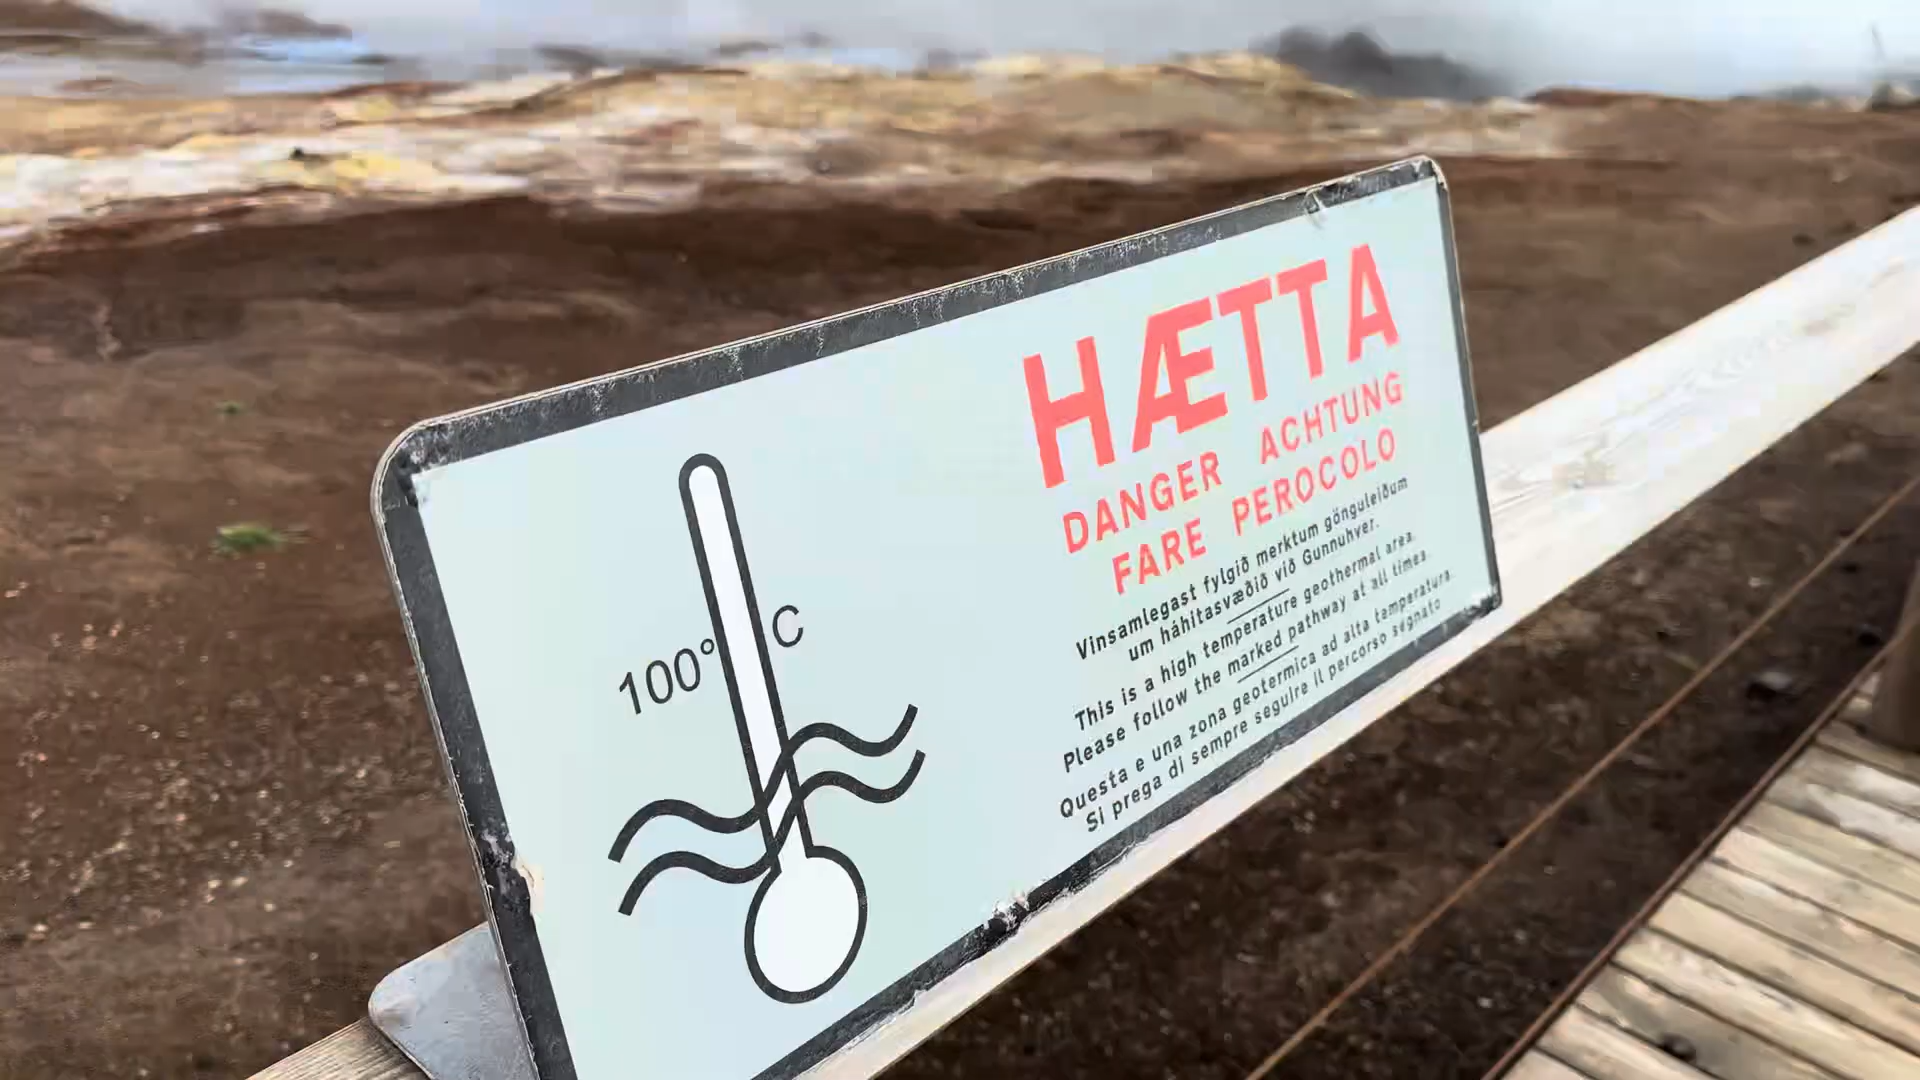 HÆTTA
DANGER ACHTUNG
FARE PEROCOLO
Vinsamlegast fylgið merktum gönguleiðum
um háhitasvæðið við Gunnuhver.
This is a high temperature geothermal area.
Please follow the marked pathway at all times.
Questa e una zona geotermica ad alta temperatura.
Si prega di sempre seguire il percorso segnato
100° C